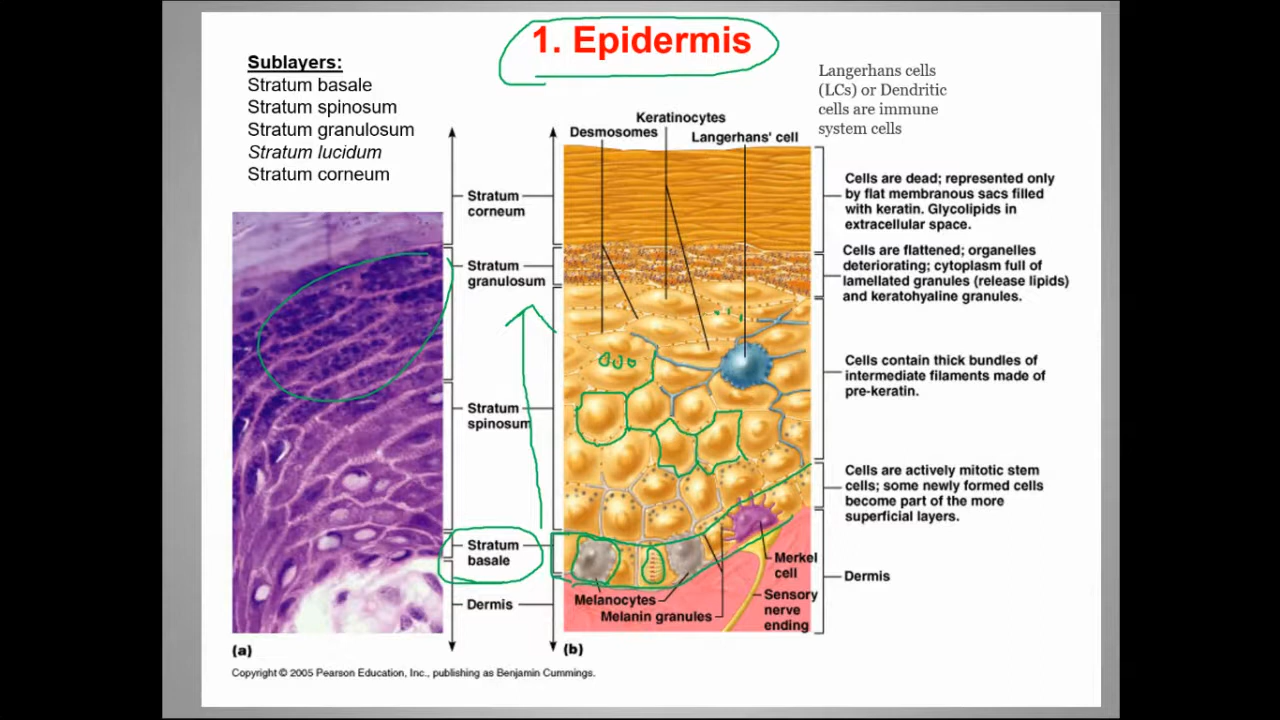 1. Epidermis
Sublayers:
Stratum basale
Stratum spinosum
Stratum granulosum
Stratum lucidum
Stratum corneum
Langerhans cells
(LCs) or Dendritic
cells are immune
system cells
Keratinocytes
Desmosomes
Langerhans' cell
Stratum
corneum
Stratum
granulosum
Stratum
spinosum
Stratum
basale
Dermis
Cells are dead; represented only
by flat membranous sacs filled
with keratin. Glycolipids in
extracellular space.
Cells are flattened; organelles
deteriorating; cytoplasm full of
lamellated granules (release lipids)
and keratohyaline granules.
Cells contain thick bundles of
intermediate filaments made of
pre-keratin.
Cells are actively mitotic stem
cells; some newly formed cells
become part of the more
superficial layers.
Dermis
Merkel
cell
Sensory
nerve
ending
Melanocytes
Melanin granules
(a)
(b)
Copyright © 2005 Pearson Education, Inc., publishing as Benjamin Cummings.